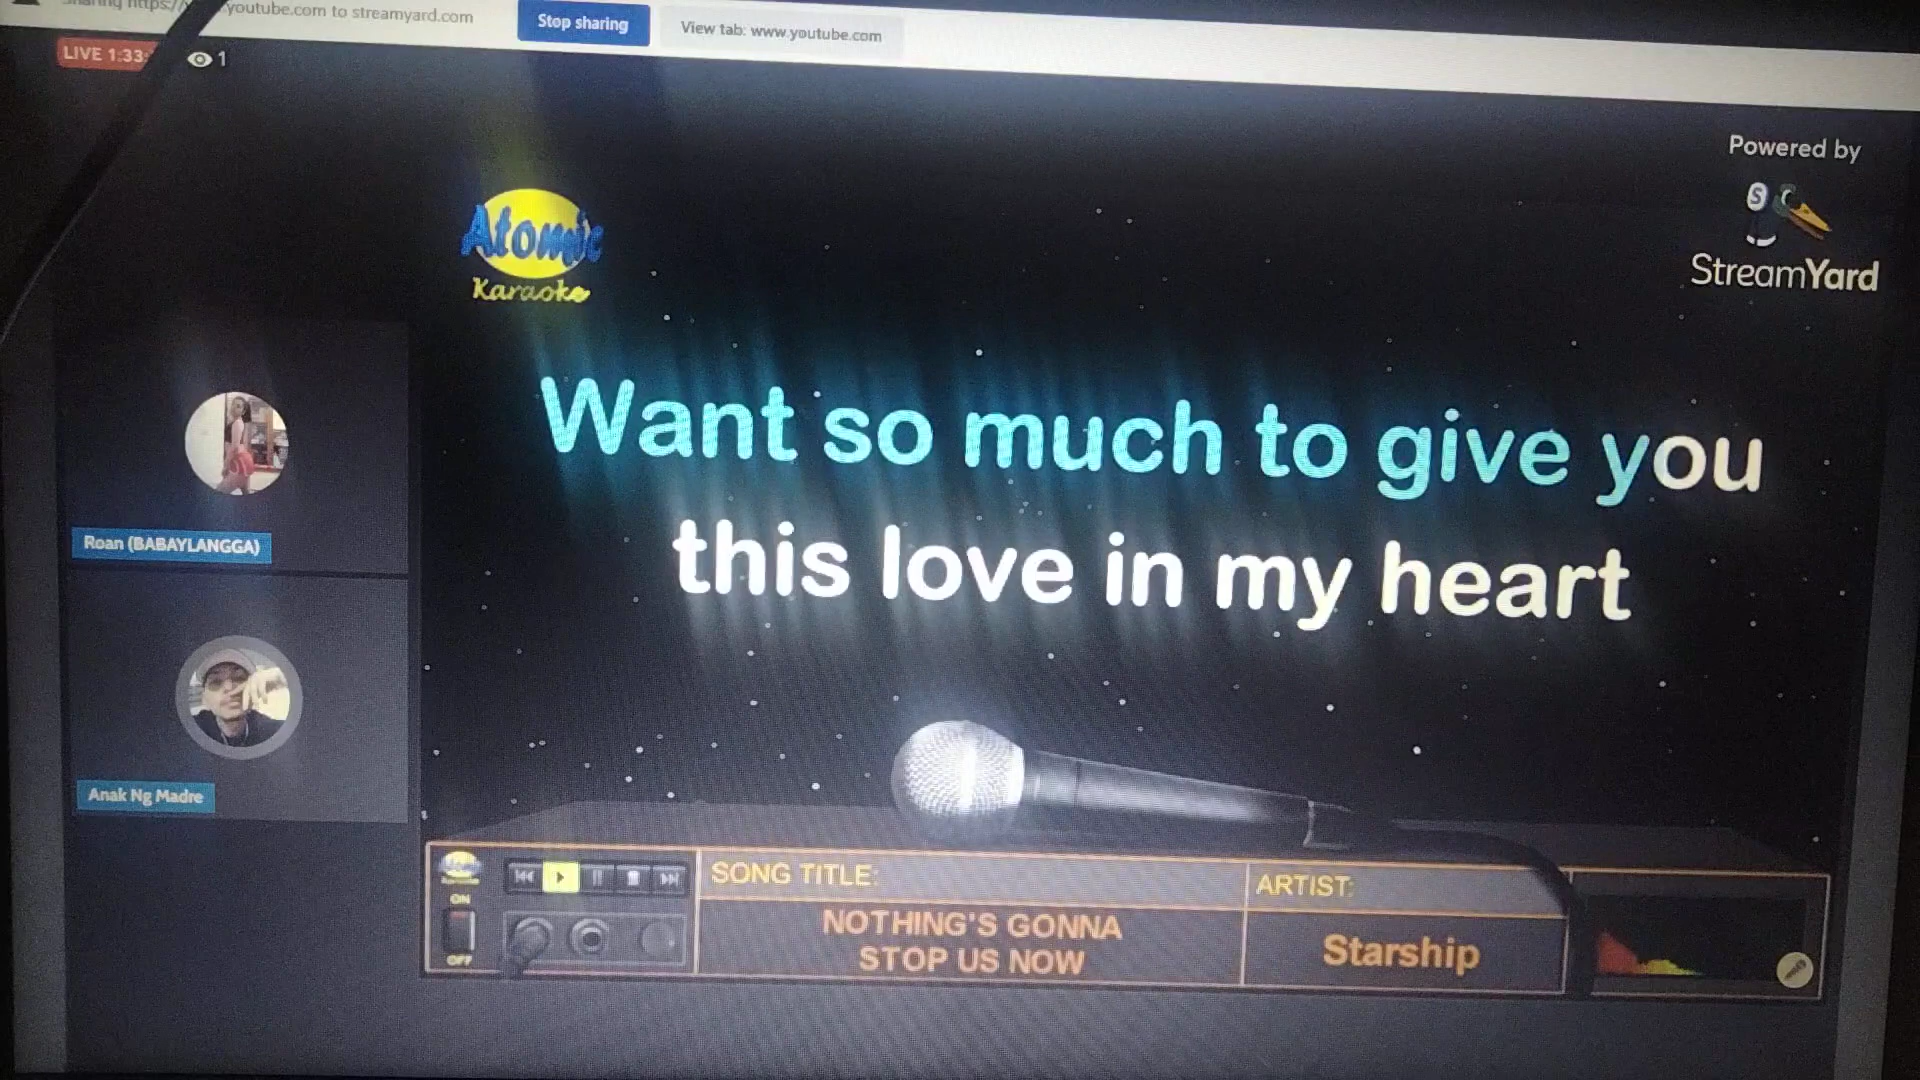 youtube.com to streamyard.com
Stop sharing
View tab: www.youtube.com
LIVE 1:33:
1
Powered by
StreamYard
Atomic
Karaoke
Want so much to give you
this love in my heart
Roan (BABAYLANGGA)
Anak Ng Madre
ON
OFF
SONG TITLE:
NOTHING'S GONNA
STOP US NOW
ARTIST:
Starship